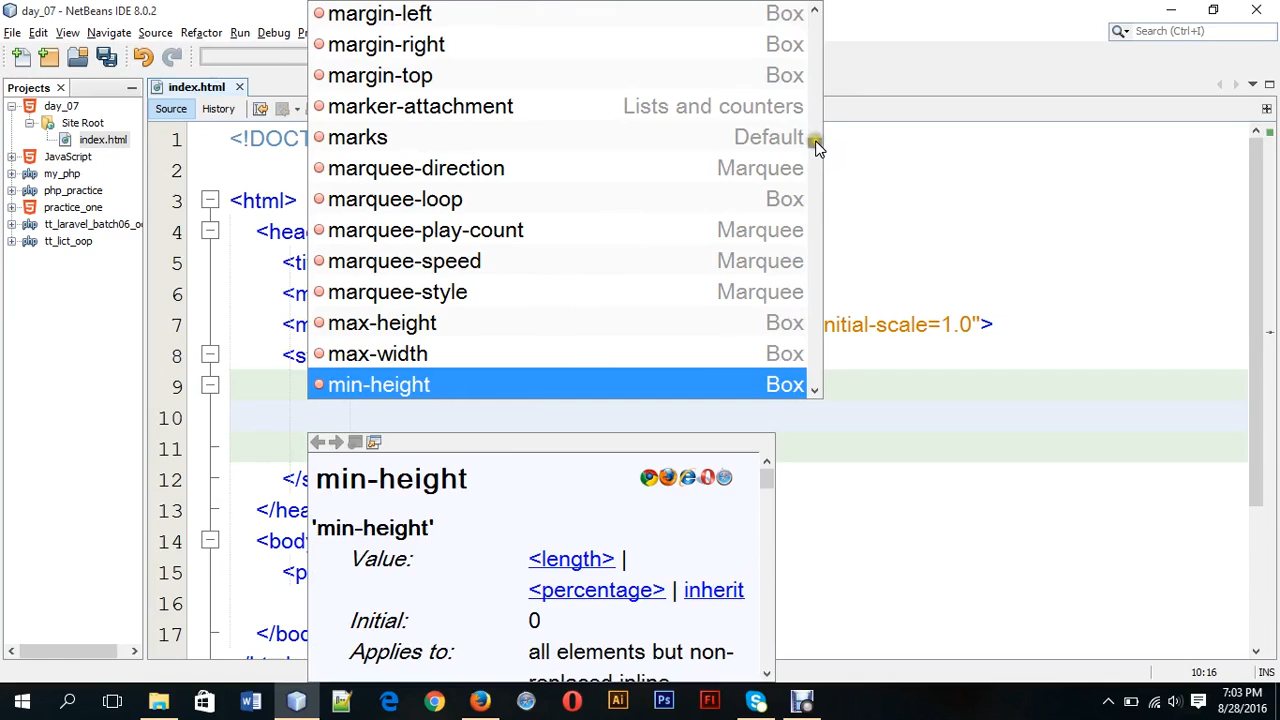 day_07 - NetBeans IDE 8.0.2
File Edit View Navigate Source Refactor Run Debug
Search (Ctrl+I)
Projects
index.html
Source History
day_07
Site Root
index.html
JavaScript
my_php
php_practice
practice_one
tt_laravel_batch06_
tt_lict_oop
margin-left Box
margin-right Box
margin-top Box
marker-attachment Lists and counters
marks Default
marquee-direction Marquee
marquee-loop Box
marquee-play-count Marquee
marquee-speed Marquee
marquee-style Marquee
max-height Box
max-width Box
min-height Box
1 <!DOCT
2
3 <html>
4 <head
5 <ti
6 <m
7 <m nitial-scale=1.0">
8 <s
9
10
11
12 </s
13 </hea
14 <body
15 <p
16
17 </bod
min-height
'min-height'
Value: <length> |
<percentage> | inherit
Initial: 0
Applies to: all elements but non-
replaced inline
10:16 INS
7:03 PM
8/28/2016